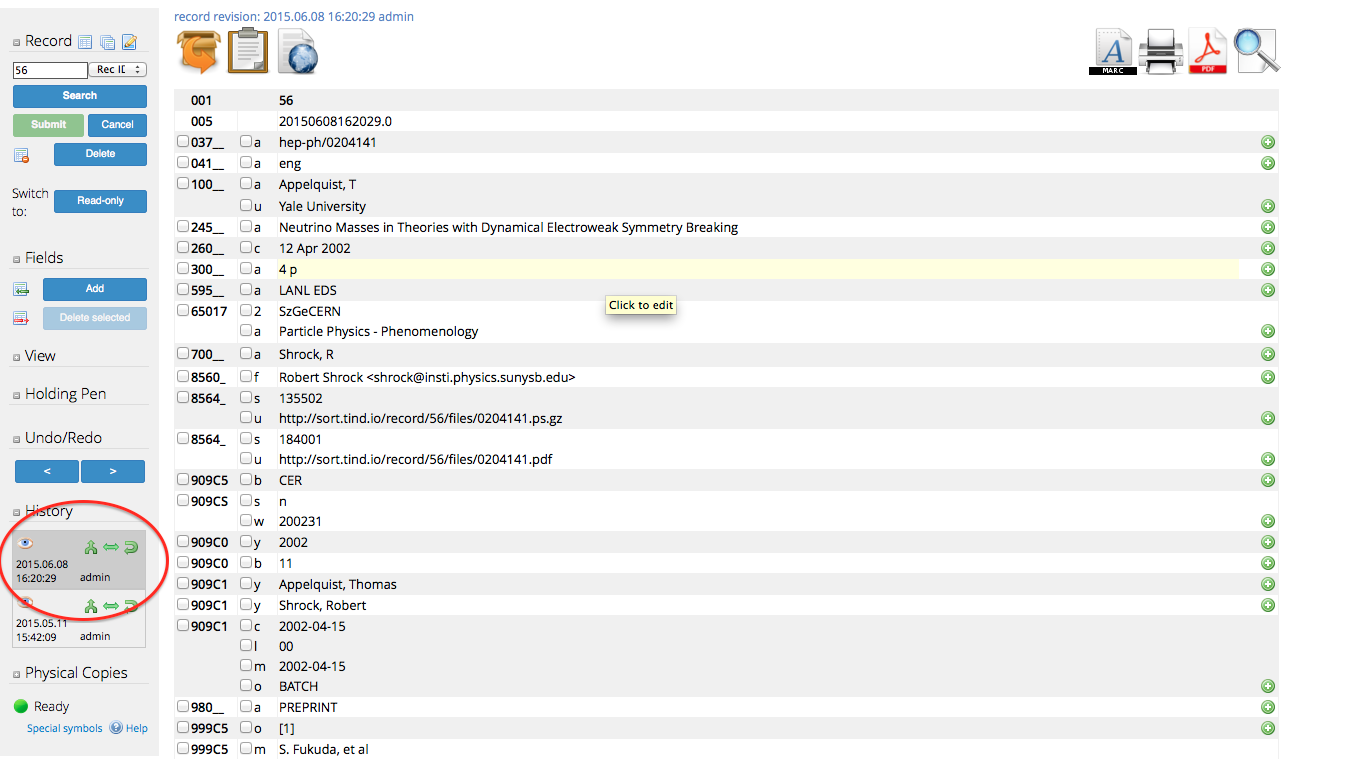 record revision: 2015.06.08 16:20:29 admin
Record
56 Rec ID
Search
Submit Cancel
Delete
Switch to: Read-only
Fields
Add
Delete selected
View
Holding Pen
Undo/Redo
< >
History
2015.06.08
16:20:29 admin
2015.05.11
15:42:09 admin
Physical Copies
Ready
Special symbols Help
MARC PDF
001 56
005 20150608162029.0
037__ a hep-ph/0204141
041__ a eng
100__ a Appelquist, T
u Yale University
245__ a Neutrino Masses in Theories with Dynamical Electroweak Symmetry Breaking
260__ c 12 Apr 2002
300__ a 4 p
595__ a LANL EDS
Click to edit
65017 2 SzGeCERN
a Particle Physics - Phenomenology
700__ a Shrock, R
8560_ f Robert Shrock <shrock@insti.physics.sunysb.edu>
8564_ s 135502
u http://sort.tind.io/record/56/files/0204141.ps.gz
8564_ s 184001
u http://sort.tind.io/record/56/files/0204141.pdf
909C5 b CER
909CS s n
w 200231
909C0 y 2002
909C0 b 11
909C1 y Appelquist, Thomas
909C1 y Shrock, Robert
909C1 c 2002-04-15
l 00
m 2002-04-15
o BATCH
980__ a PREPRINT
999C5 o [1]
999C5 m S. Fukuda, et al